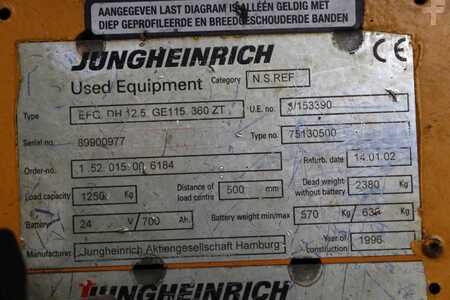 AANGEGEVEN LAST DIAGRAM IS ALLÉÉN GELDIG MET
DIEP GEPROFILEERDE EN BREEDGESCHOUDERDE BANDEN
JUNGHEINRICH CE
Used Equipment Category N.S.REF
Type EFG DH 12.5 GE115 360 ZT U.E. no. 5/153390
Serial no. 89900977 Type no. 75130500
Order-no. 1 52 015 00 6184 Refurb. dat 14.01.02
Load capacity 1250 Kg Distance of load centre 500 mm Dead weight without battery 2380 Kg
Battery 24 V/ 700 Ah. Battery weight min/max 570 Kg/ 632 Kg
Manufacturer Jungheinrich Aktiengesellschaft Hamburg Year of construction 1996
JUNGHEINRICH